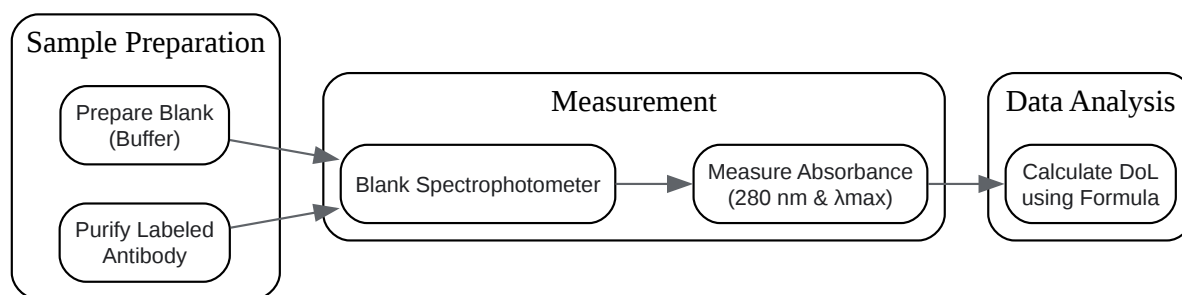 Sample Preparation
Prepare Blank
(Buffer)
Purify Labeled
Antibody
Measurement
Blank Spectrophotometer
Measure Absorbance
(280 nm & λmax)
Data Analysis
Calculate DoL
using Formula